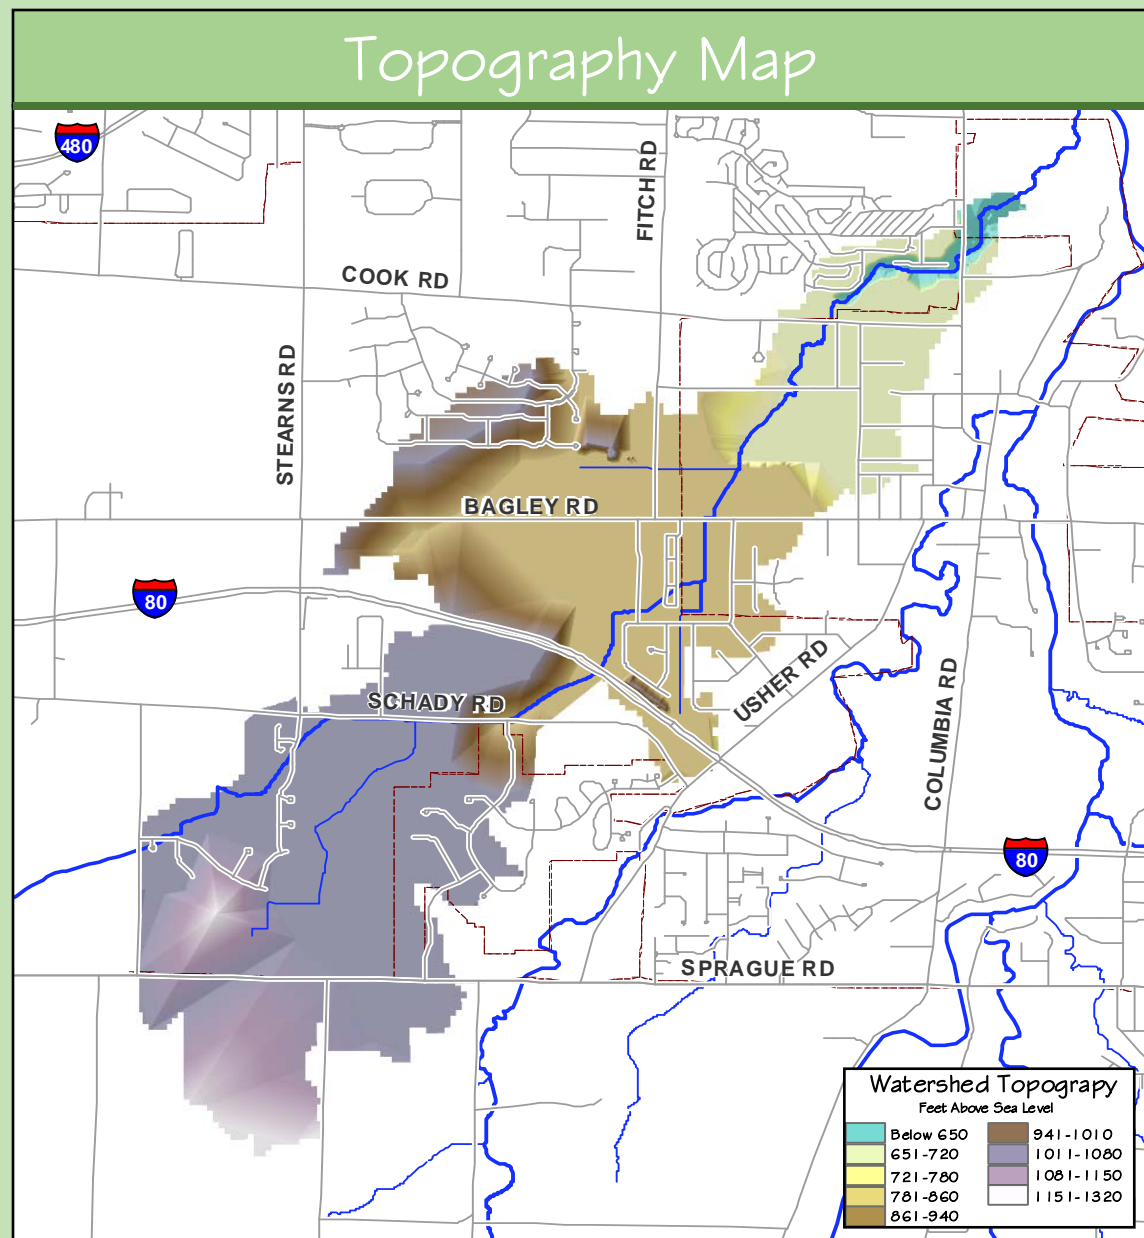 Topography Map
480
FITCH RD
COOK RD
STEARNS RD
BAGLEY RD
80
USHER RD
SCHADY RD
COLUMBIA RD
80
SPRAGUE RD
Watershed Topograpy
Feet Above Sea Level
Below 650
651-720
721-780
781-860
861-940
941-1010
1011-1080
1081-1150
1151-1320